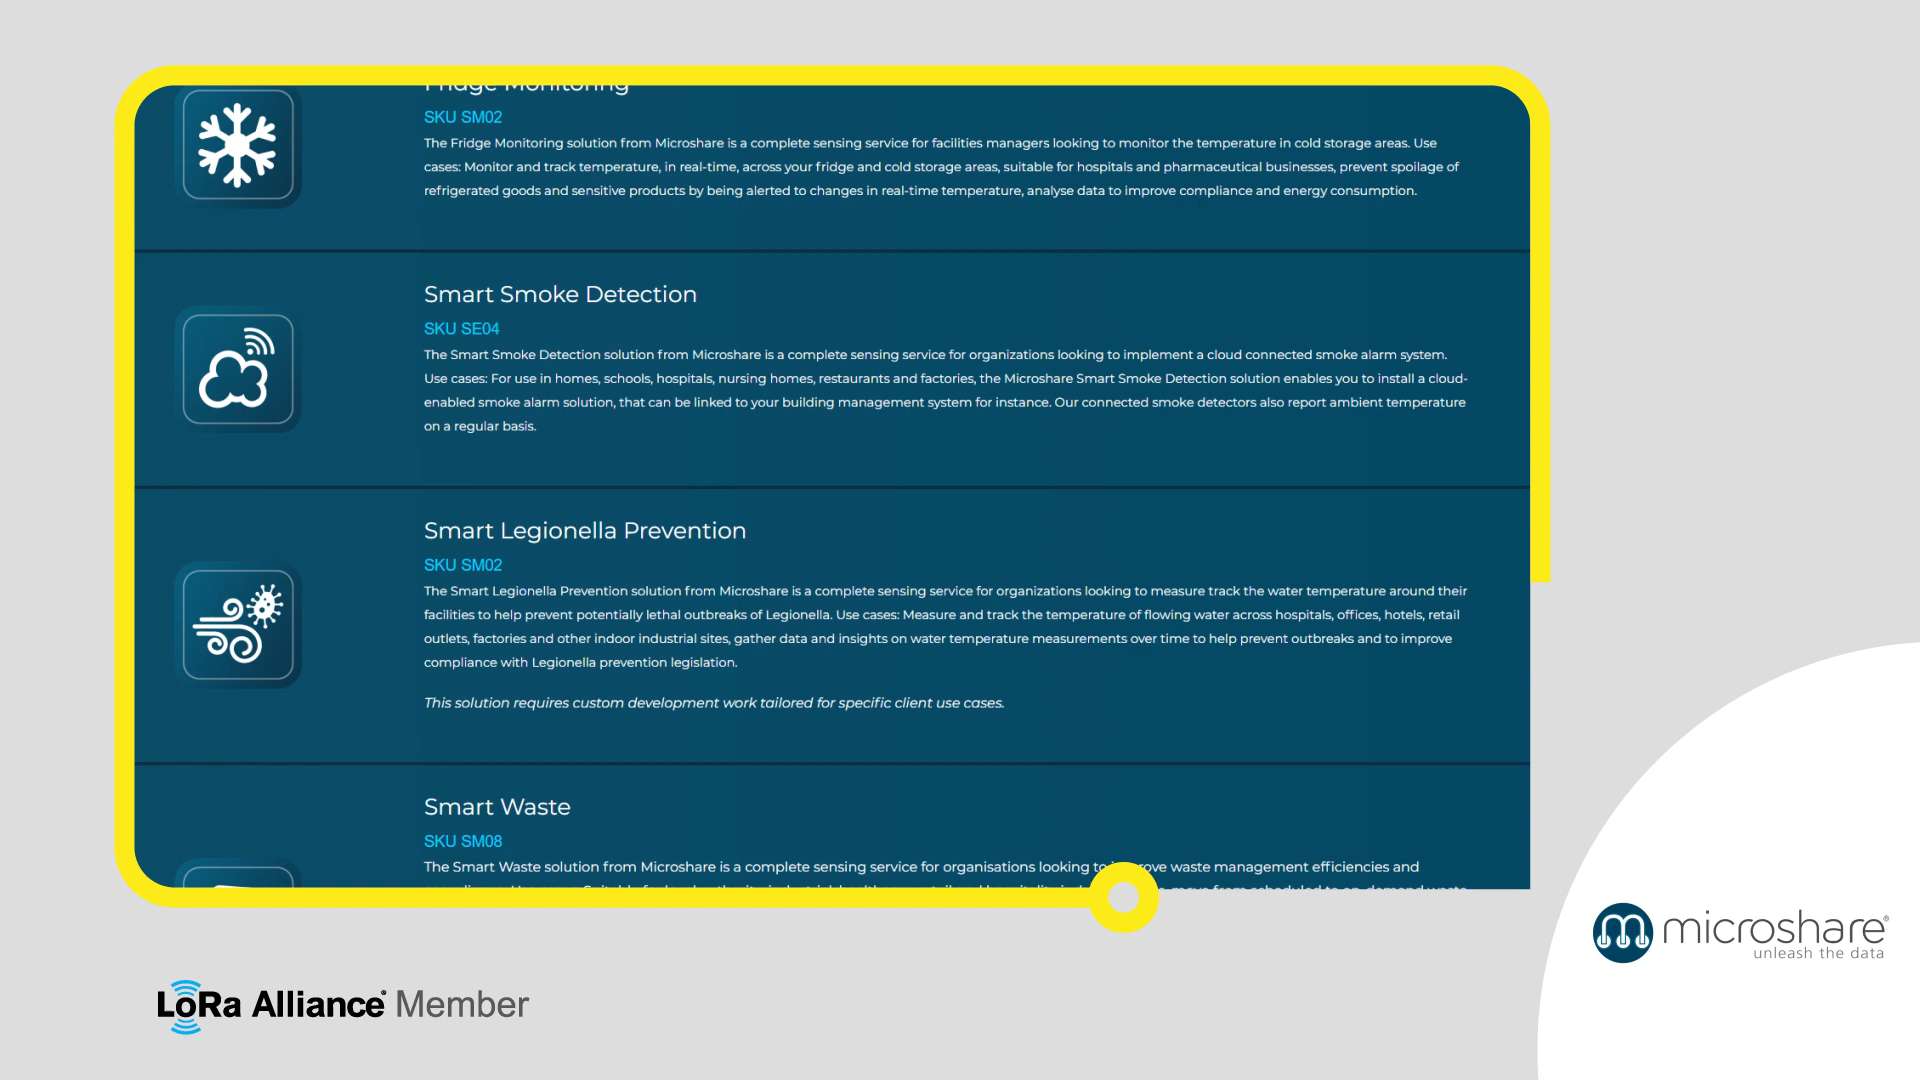 Fridge Monitoring
SKU SM02
The Fridge Monitoring solution from Microshare is a complete sensing service for facilities managers looking to monitor the temperature in cold storage areas. Use
cases: Monitor and track temperature, in real-time, across your fridge and cold storage areas, suitable for hospitals and pharmaceutical businesses, prevent spoilage of
refrigerated goods and sensitive products by being alerted to changes in real-time temperature, analyse data to improve compliance and energy consumption.
Smart Smoke Detection
SKU SE04
The Smart Smoke Detection solution from Microshare is a complete sensing service for organizations looking to implement a cloud connected smoke alarm system.
Use cases: For use in homes, schools, hospitals, nursing homes, restaurants and factories, the Microshare Smart Smoke Detection solution enables you to install a cloud-
enabled smoke alarm solution, that can be linked to your building management system for instance. Our connected smoke detectors also report ambient temperature
on a regular basis.
Smart Legionella Prevention
SKU SM02
The Smart Legionella Prevention solution from Microshare is a complete sensing service for organizations looking to measure track the water temperature around their
facilities to help prevent potentially lethal outbreaks of Legionella. Use cases: Measure and track the temperature of flowing water across hospitals, offices, hotels, retail
outlets, factories and other indoor industrial sites, gather data and insights on water temperature measurements over time to help prevent outbreaks and to improve
compliance with Legionella prevention legislation.
This solution requires custom development work tailored for specific client use cases.
Smart Waste
SKU SM08
The Smart Waste solution from Microshare is a complete sensing service for organisations looking to waste management efficiencies and
move from scheduled to on-demand waste
microshare®
unleash the data
LoRa Alliance® Member